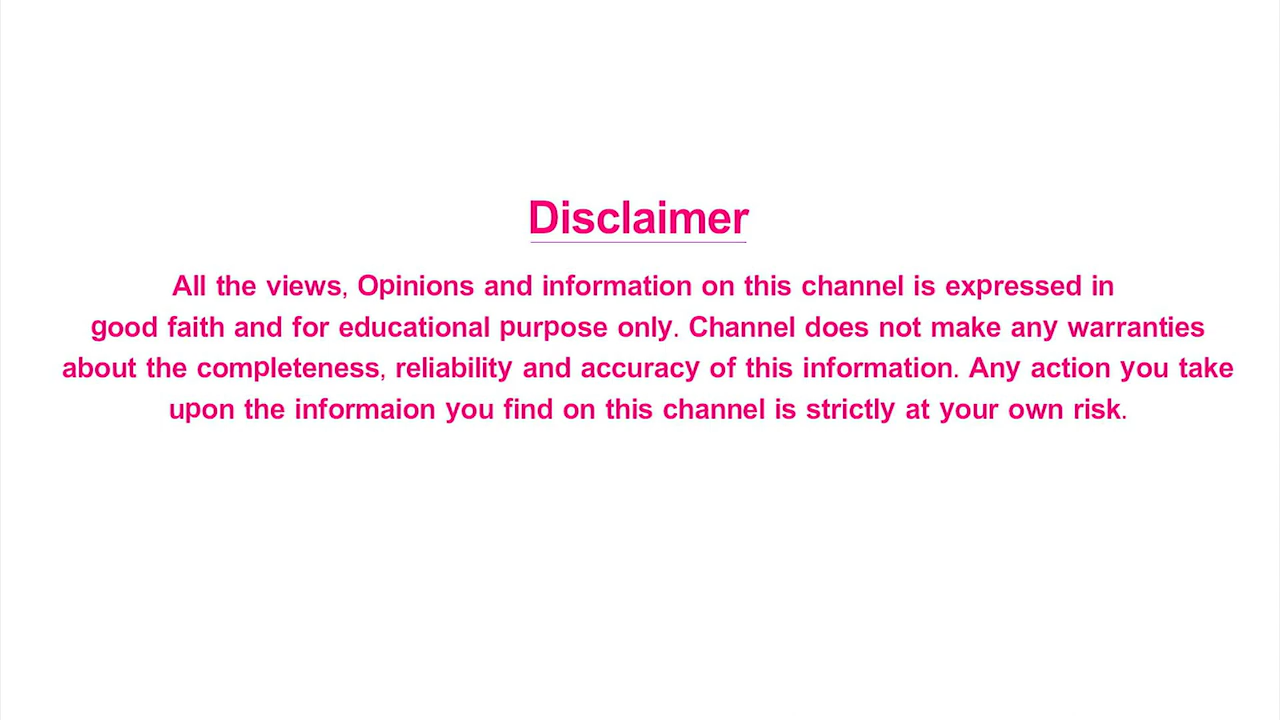 Disclaimer
All the views, Opinions and information on this channel is expressed in
good faith and for educational purpose only. Channel does not make any warranties
about the completeness, reliability and accuracy of this information. Any action you take
upon the informaion you find on this channel is strictly at your own risk.